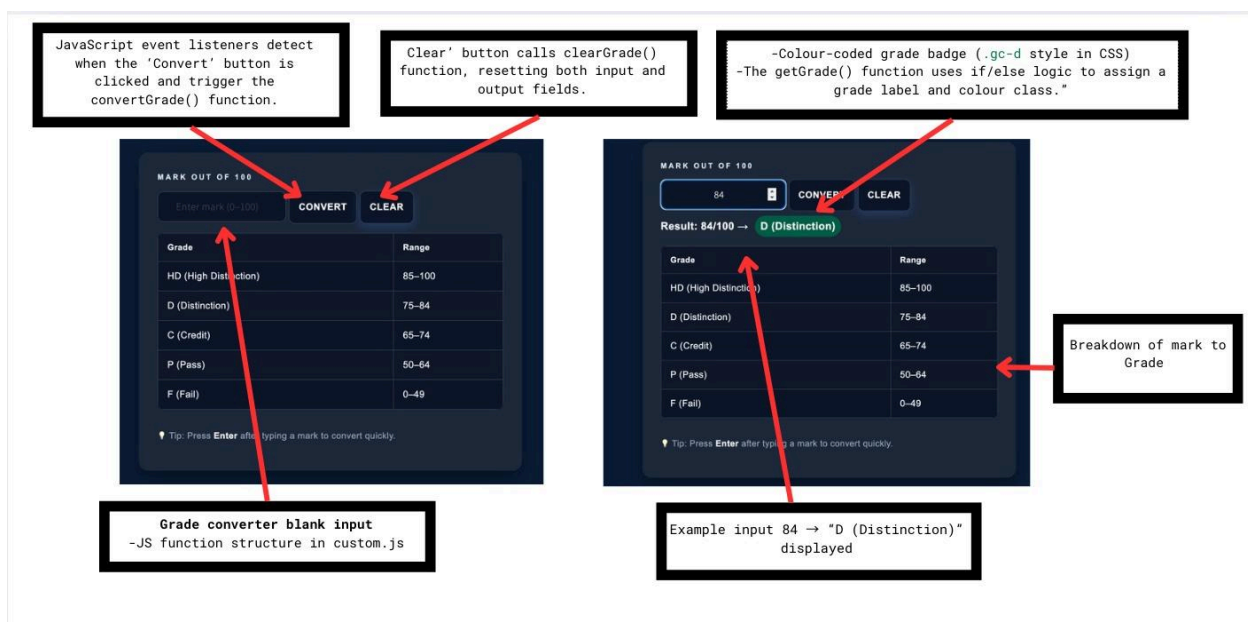 JavaScript event listeners detect
when the ‘Convert’ button is
clicked and trigger the
convertGrade() function.
Clear’ button calls clearGrade()
function, resetting both input and
output fields.
-Colour-coded grade badge (.gc-d style in CSS)
-The getGrade() function uses if/else logic to assign a
grade label and colour class.”
MARK OUT OF 100
Enter mark (0–100)
CONVERT
CLEAR
Grade Range
HD (High Distinction) 85–100
D (Distinction) 75–84
C (Credit) 65–74
P (Pass) 50–64
F (Fail) 0–49
💡 Tip: Press Enter after typing a mark to convert quickly.
MARK OUT OF 100
84
CONVERT
CLEAR
Result: 84/100 → D (Distinction)
Grade Range
HD (High Distinction) 85–100
D (Distinction) 75–84
C (Credit) 65–74
P (Pass) 50–64
F (Fail) 0–49
💡 Tip: Press Enter after typing a mark to convert quickly.
Breakdown of mark to
Grade
Grade converter blank input
-JS function structure in custom.js
Example input 84 → “D (Distinction)”
displayed